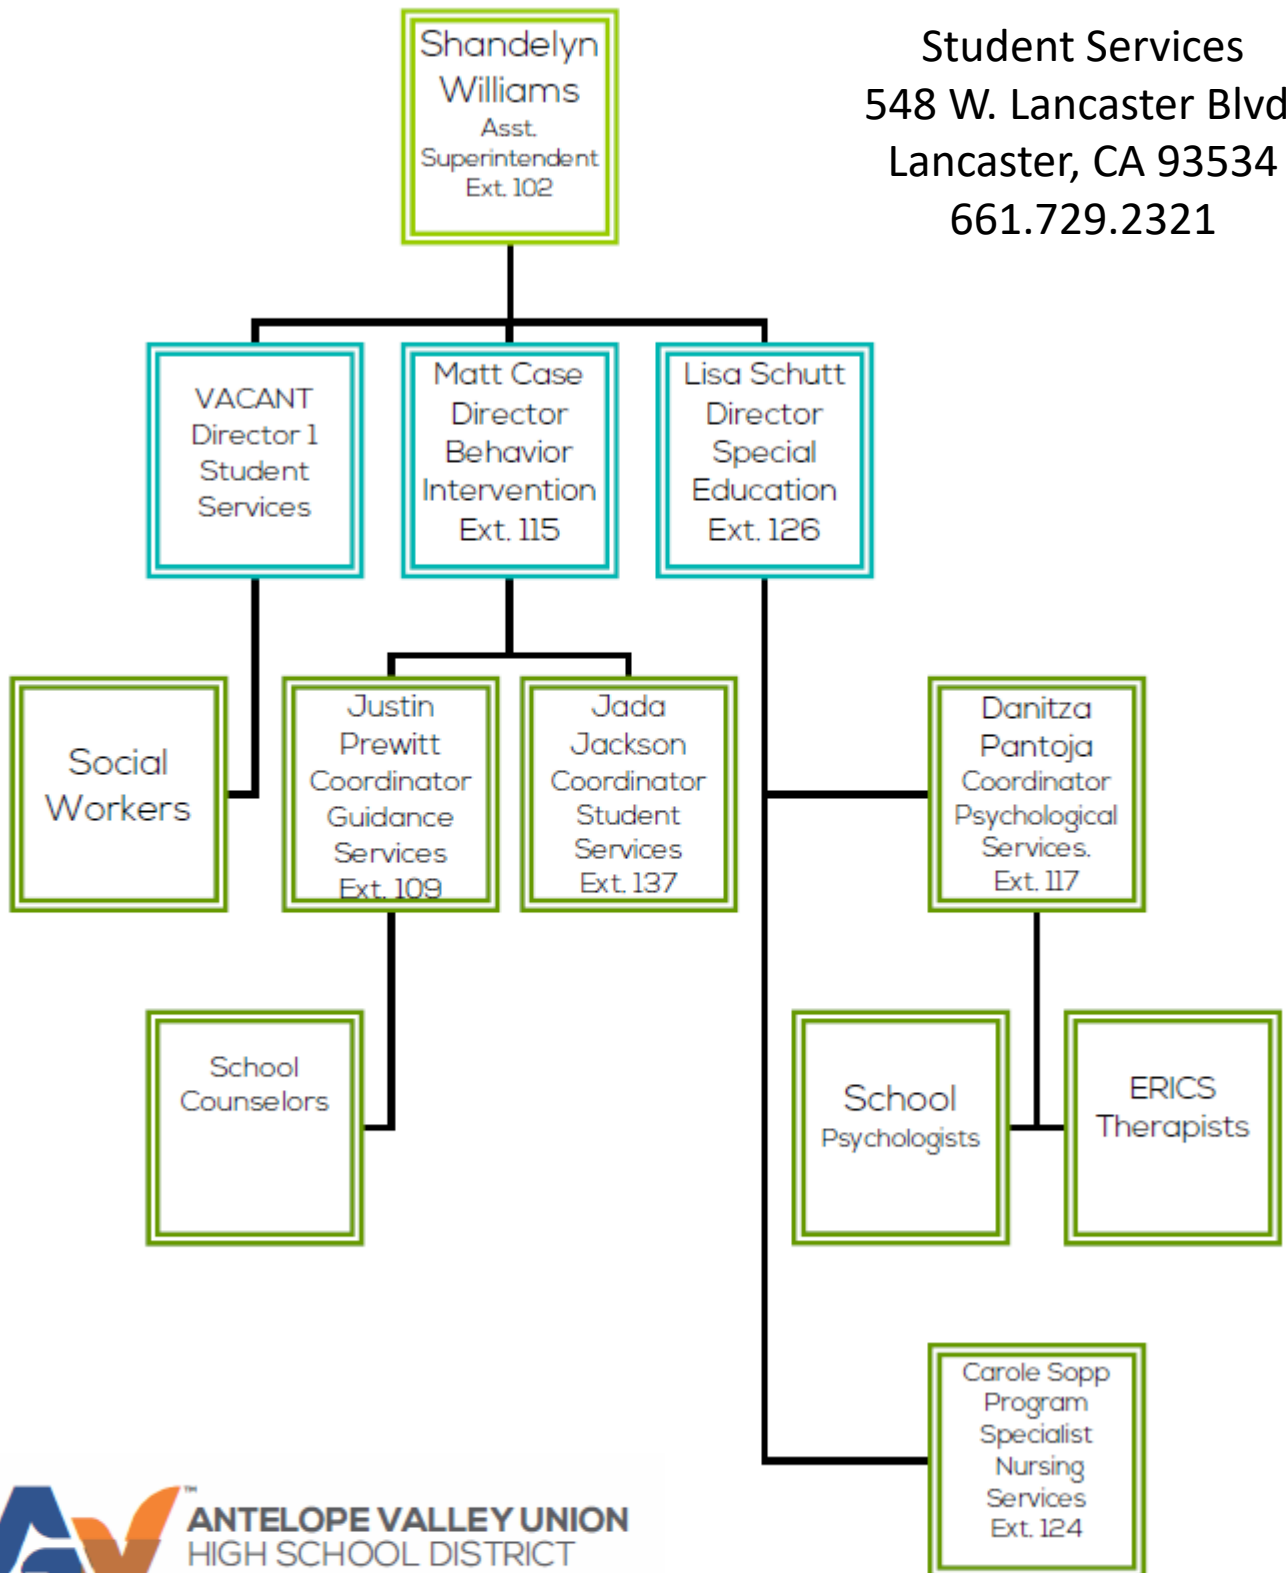 Shandelyn
Williams
Asst.
Superintendent
Ext. 102
Student Services
548 W. Lancaster Blvd
Lancaster, CA 93534
661.729.2321
VACANT
Director 1
Student
Services
Matt Case
Director
Behavior
Intervention
Ext. 115
Lisa Schutt
Director
Special
Education
Ext. 126
Social
Workers
Justin
Prewitt
Coordinator
Guidance
Services
Ext. 109
Jada
Jackson
Coordinator
Student
Services
Ext. 137
Danitza
Pantoja
Coordinator
Psychological
Services.
Ext. 117
School
Counselors
School
Psychologists
ERICS
Therapists
Carole Sopp
Program
Specialist
Nursing
Services
Ext. 124
AV™
ANTELOPE VALLEY UNION
HIGH SCHOOL DISTRICT